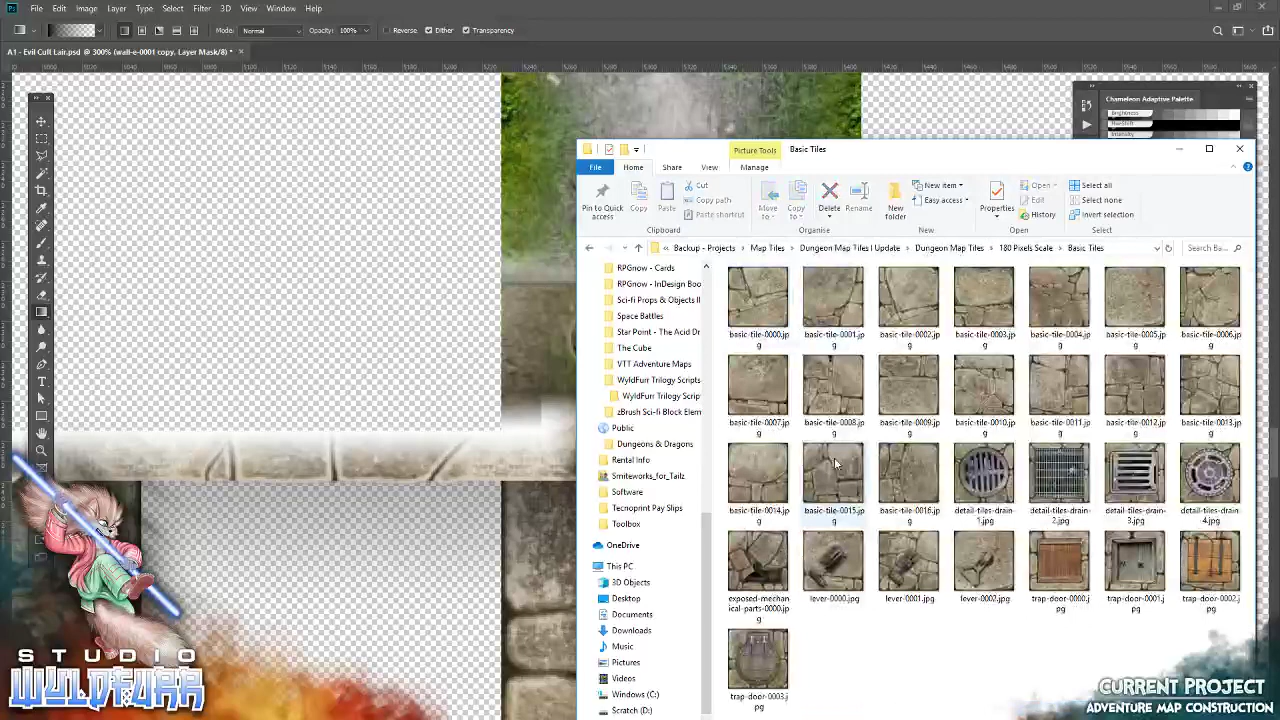 Ps File Edit Image Layer Type Select Filter 3D View Window Help
Mode: Normal Opacity: 100% Reverse Dither Transparency
A1 - Evil Cult Lair.psd @ 300% (wall-e-0001 copy, Layer Mask/8) *
Chameleon Adaptive Palette
Brightness
Hue Shift
Intensity
Picture Tools Basic Tiles
File Home Share View Manage
Pin to Quick access
Copy
Paste
Cut
Copy path
Paste shortcut
Clipboard
Move to
Copy to
Delete
Rename
Organise
New folder
New item
Easy access
New
Properties
Open
Edit
History
Open
Select all
Select none
Invert selection
Select
« Backup - Projects > Map Tiles > Dungeon Map Tiles I Update > Dungeon Map Tiles > 180 Pixels Scale > Basic Tiles
Search Ba...
RPGnow - Cards
RPGnow - InDesign Boo
Sci-fi Props & Objects II
Space Battles
Star Point - The Acid Dr
The Cube
VTT Adventure Maps
WyldFurr Trilogy Scripts
WyldFurr Trilogy Scrip
zBrush Sci-fi Block Elem
Public
Dungeons & Dragons
Rental Info
Smiteworks_for_Tailz
Software
Tecnoprint Pay Slips
Toolbox
OneDrive
This PC
3D Objects
Desktop
Documents
Downloads
Music
Pictures
Videos
Windows (C:)
Scratch (D:)
basic-tile-0000.jpg
basic-tile-0001.jpg
basic-tile-0002.jpg
basic-tile-0003.jpg
basic-tile-0004.jpg
basic-tile-0005.jpg
basic-tile-0006.jpg
basic-tile-0007.jpg
basic-tile-0008.jpg
basic-tile-0009.jpg
basic-tile-0010.jpg
basic-tile-0011.jpg
basic-tile-0012.jpg
basic-tile-0013.jpg
basic-tile-0014.jpg
basic-tile-0015.jpg
basic-tile-0016.jpg
detail-tiles-drain-1.jpg
detail-tiles-drain-2.jpg
detail-tiles-drain-3.jpg
detail-tiles-drain-4.jpg
exposed-mechanical-parts-0000.jpg
lever-0000.jpg
lever-0001.jpg
lever-0002.jpg
trap-door-0000.jpg
trap-door-0001.jpg
trap-door-0002.jpg
trap-door-0003.jpg
STUDIO
WYLDFURR
CURRENT PROJECT
ADVENTURE MAP CONSTRUCTION